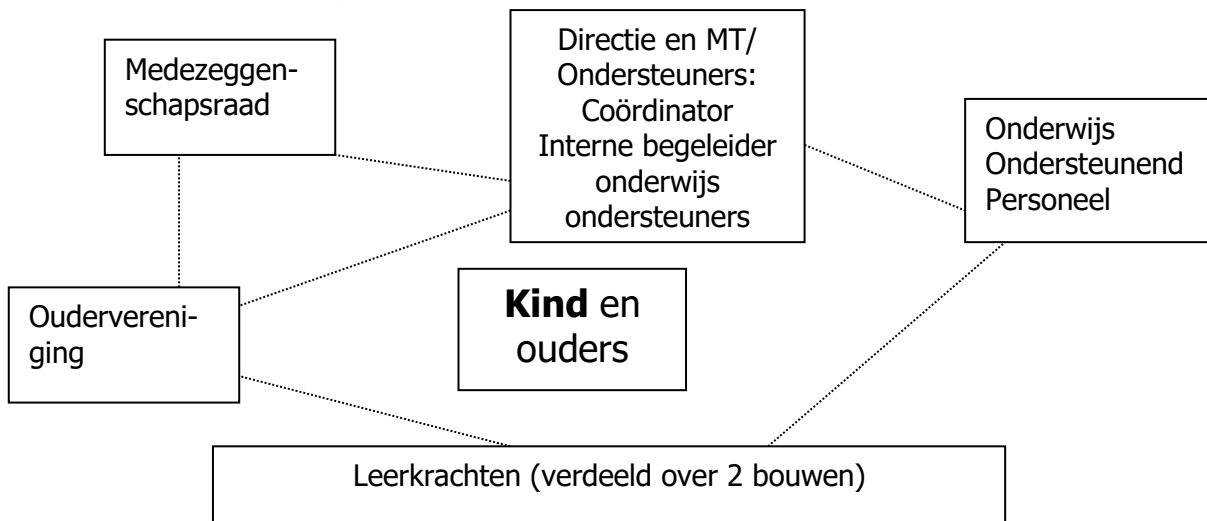 Medezeggen-
schapsraad
Directie en MT/
Ondersteuners:
Coördinator
Interne begeleider
onderwijs
ondersteuners
Onderwijs
Ondersteunend
Personeel
Oudervereni-
ging
Kind en
ouders
Leerkrachten (verdeeld over 2 bouwen)